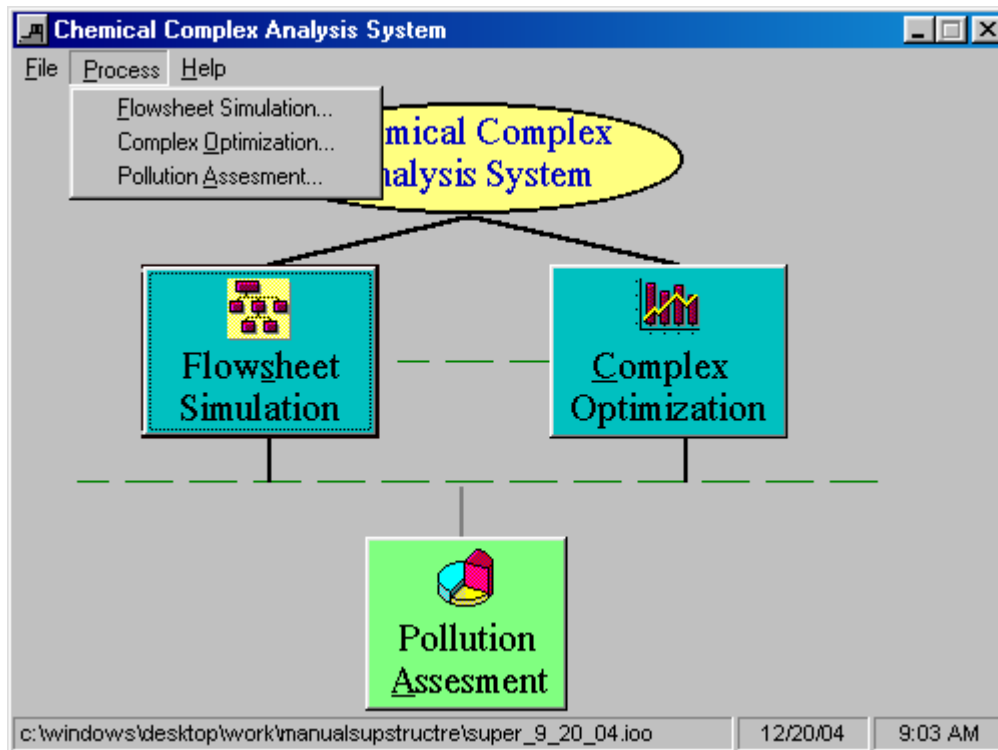 Chemical Complex Analysis System
File Process Help
Flowsheet Simulation...
Complex Optimization...
Pollution Assesment...
mical Complex
nalysis System
Flowsheet
Simulation
Complex
Optimization
Pollution
Assesment
c:\windows\desktop\work\manualsupstructre\super_9_20_04.ioo 12/20/04 9:03 AM